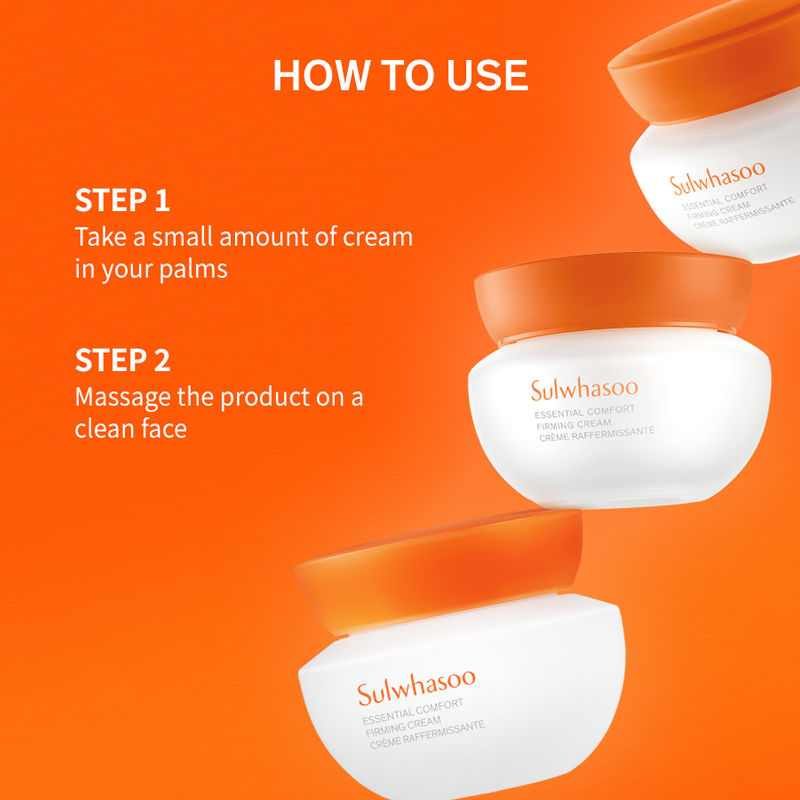 HOW TO USE
STEP 1
Take a small amount of cream
in your palms
STEP 2
Massage the product on a
clean face
Sulwhasoo
ESSENTIAL COMFORT
FIRMING CREAM
CRÈME RAFFERMISSANTE
Sulwhasoo
ESSENTIAL COMFORT
FIRMING CREAM
CRÈME RAFFERMISSANTE
Sulwhasoo
ESSENTIAL COMFORT
FIRMING CREAM
CRÈME RAFFERMISSANTE